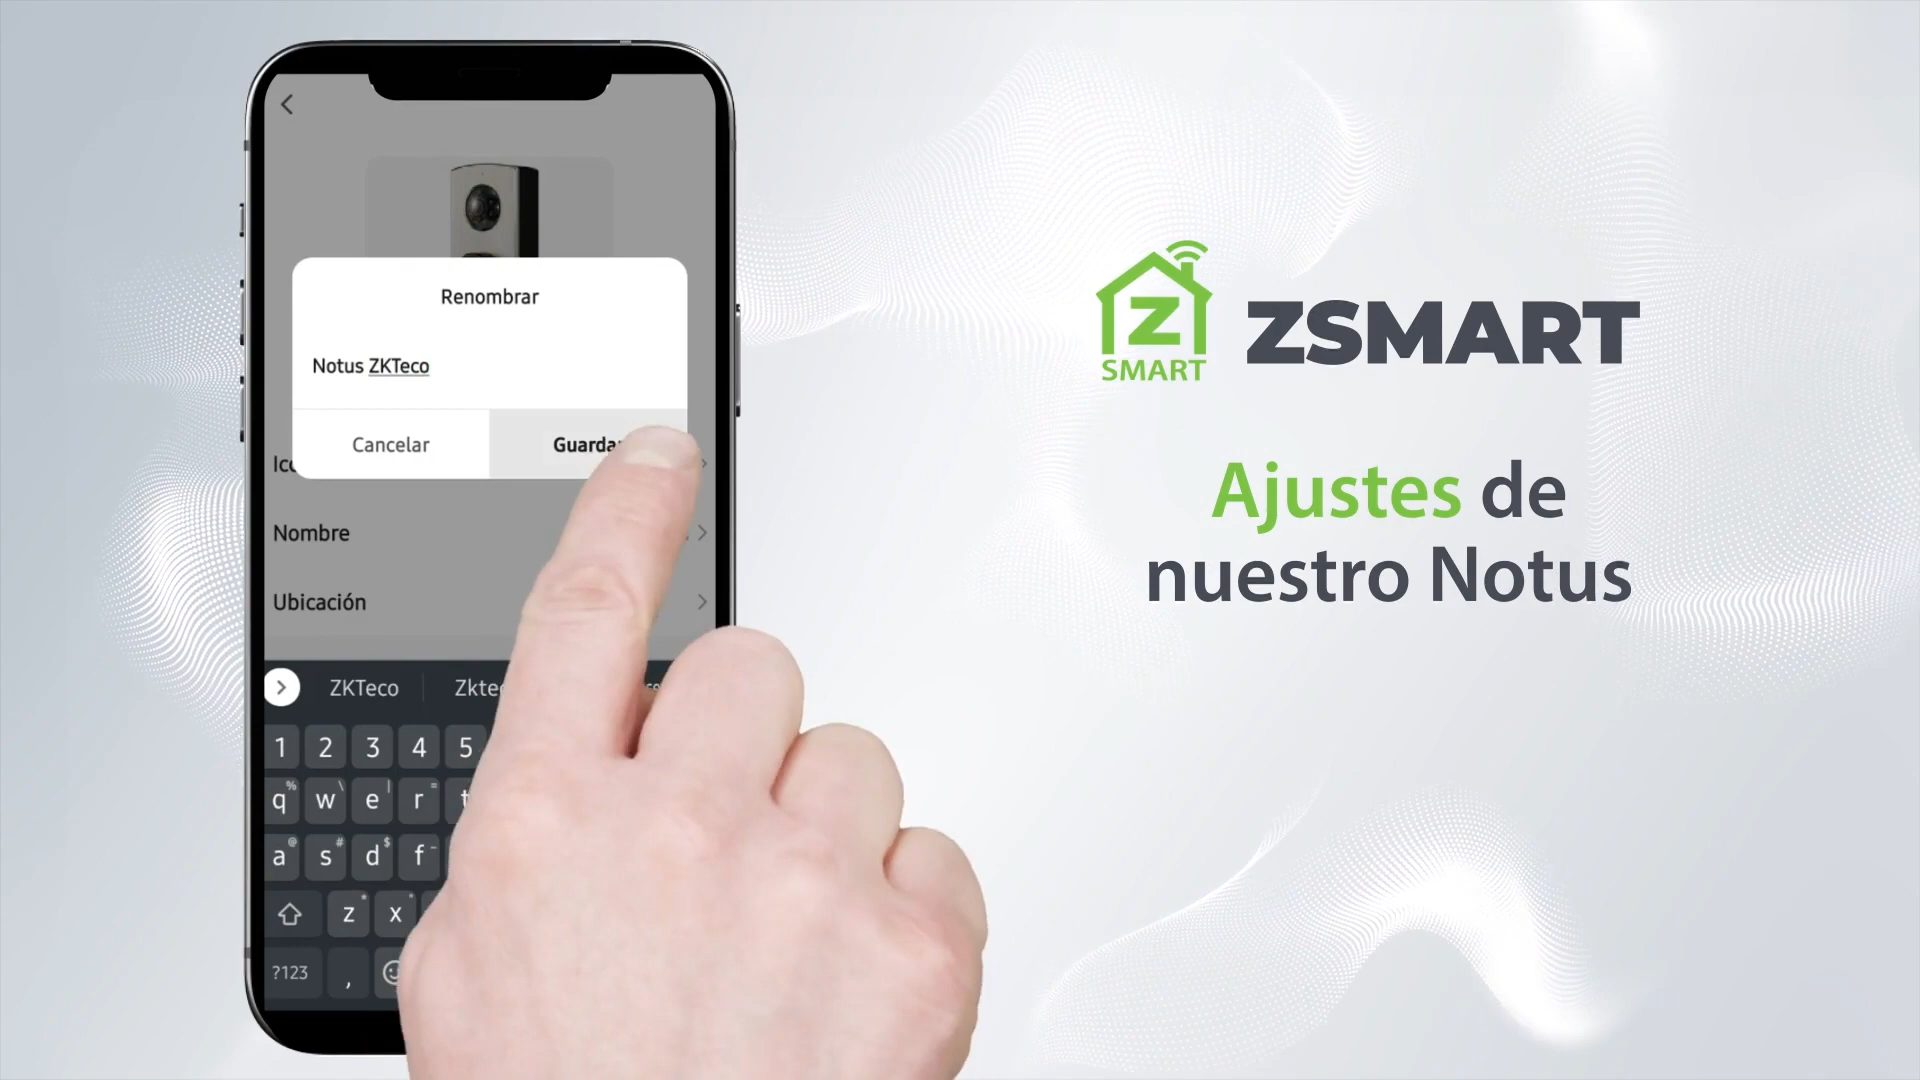 Renombrar
Notus ZKTeco
Cancelar
Guardar
Nombre
Ubicación
ZKTeco
1 2 3 4 5
q w e r t
a s d f
z x
?123 ,
Z
SMART
ZSMART
Ajustes de
nuestro Notus